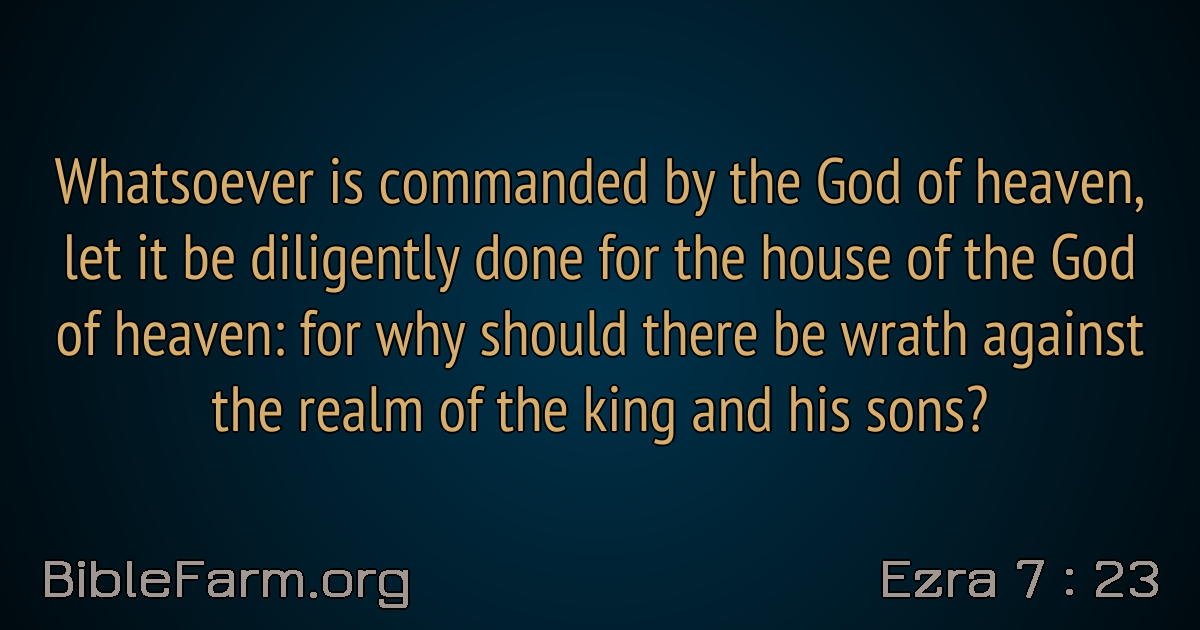 Whatsoever is commanded by the God of heaven,
let it be diligently done for the house of the God
of heaven: for why should there be wrath against
the realm of the king and his sons?
BibleFarm.org
Ezra 7 : 23